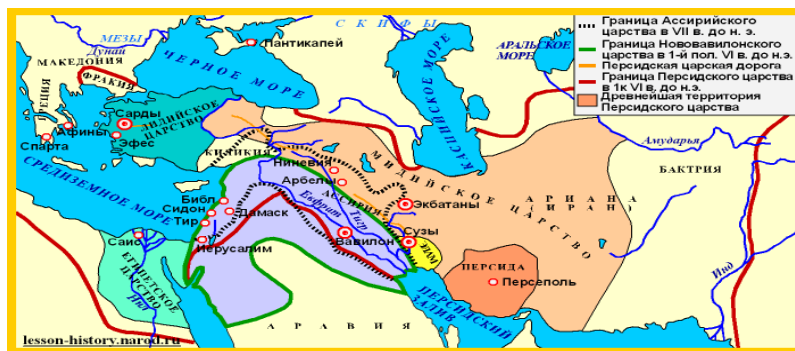 Граница Ассирийского
царства в VII в. до н. э.
Граница Нововавилонского
царства в 1-й пол. VI в. до н.э.
Персидская царская дорога
Граница Персидского царства
в 1к VI в. до н.э.
Древнейшая территория
Персидского царства
СКИФЫ
МЕЗЫ
Дунай
МАКЕДОНИЯ
ФРАКИЯ
ГРЕЦИЯ
Пантикапей
ЧЕРНОЕ МОРЕ
КАСПИЙСКОЕ МОРЕ
АРАЛЬСКОЕ
МОРЕ
Амударья
БАКТРИЯ
Сарды
ЛИДИЙСКОЕ
ЦАРСТВО
Афины
Спарта
Эфес
КИЛИКИЯ
Ниневия
Арбелы
АССИРИЯ
МИДИЙСКОЕ ЦАРСТВО
АРИАНА
(ИРАН)
Экбатаны
СРЕДИЗЕМНОЕ МОРЕ
Библ
Сидон
Тир
Дамаск
Евфрат
Тигр
Вавилон
Сузы
ЕЛАМ
Саис
Иерусалим
ЕГИПЕТСКОЕ
ЦАРСТВО
Нил
ПЕРСИДА
Персеполь
ПЕРСИДСКИЙ
ЗАЛИВ
Инд
АРАВИЯ
lesson-history.narod.ru